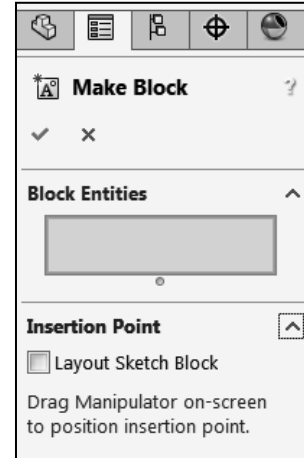 Make Block
?
Block Entities
Insertion Point
Layout Sketch Block
Drag Manipulator on-screen
to position insertion point.